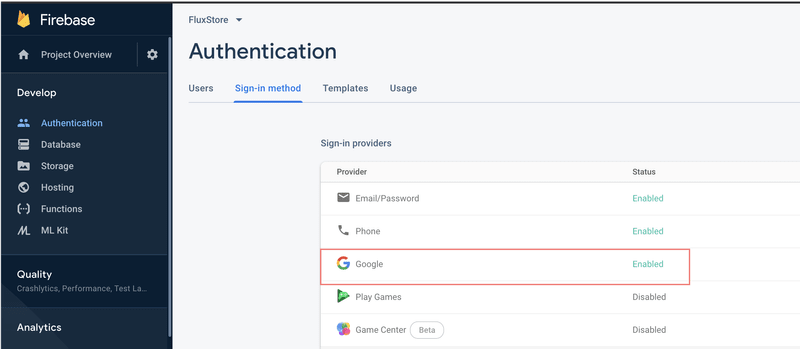 Firebase
Project Overview
Develop
Authentication
Database
Storage
Hosting
Functions
ML Kit
Quality
Crashlytics, Performance, Test La...
Analytics
FluxStore
Authentication
Users Sign-in method Templates Usage
Sign-in providers
Provider Status
Email/Password Enabled
Phone Enabled
Google Enabled
Play Games Disabled
Game Center Beta Disabled